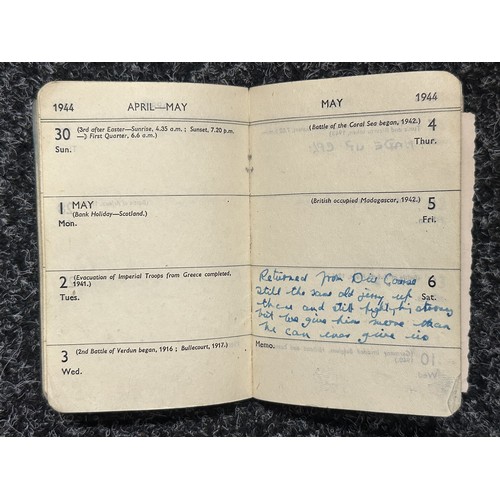 1944 APRIL—MAY
30 (3rd after Easter—Sunrise, 4.35 a.m.; Sunset, 7.20 p.m.
—) First Quarter, 6.6 a.m.)
Sun.
1 MAY
(Bank Holiday—Scotland.)
Mon.
2 (Evacuation of Imperial Troops from Greece completed,
1941.)
Tues.
3 (2nd Battle of Verdun began, 1916; Bullecourt, 1917.)
Wed.
MAY 1944
(Battle of the Coral Sea began, 1942.) 4
Thur.
(British occupied Madagascar, 1942.) 5
Fri.
Returned from Div Course 6
still the same old jerry up Sat.
there and still fighting strong
but we give him more than
he can ever give us
Memo.